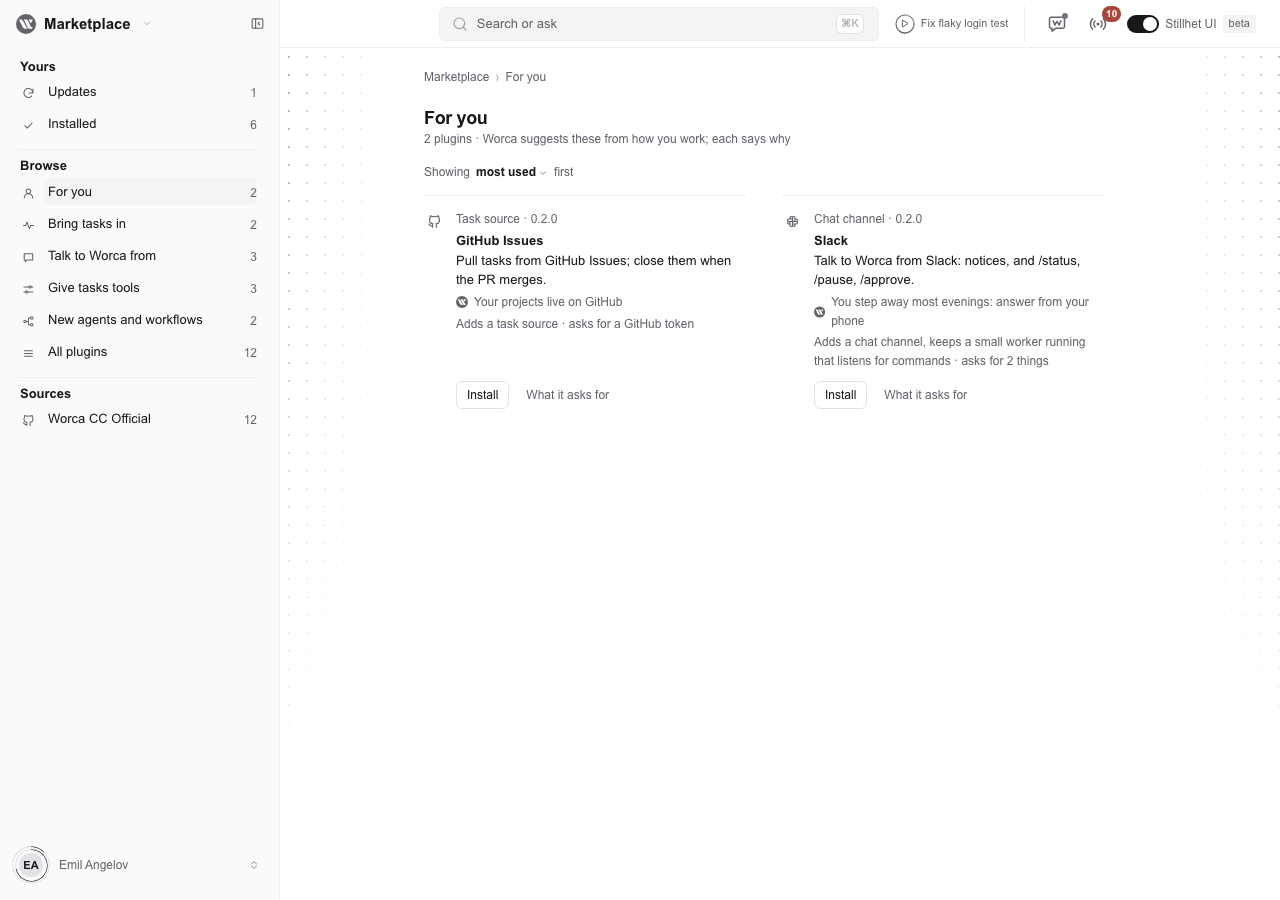 Marketplace
Search or ask
⌘K
Fix flaky login test
10
Stillhet UI
beta
Yours
Updates
1
Installed
6
Browse
For you
2
Bring tasks in
2
Talk to Worca from
3
Give tasks tools
3
New agents and workflows
2
All plugins
12
Sources
Worca CC Official
12
EA
Emil Angelov
Marketplace › For you
For you
2 plugins · Worca suggests these from how you work; each says why
Showing most used first
Task source · 0.2.0
GitHub Issues
Pull tasks from GitHub Issues; close them when
the PR merges.
Your projects live on GitHub
Adds a task source · asks for a GitHub token
Install
What it asks for
Chat channel · 0.2.0
Slack
Talk to Worca from Slack: notices, and /status,
/pause, /approve.
You step away most evenings: answer from your
phone
Adds a chat channel, keeps a small worker running
that listens for commands · asks for 2 things
Install
What it asks for